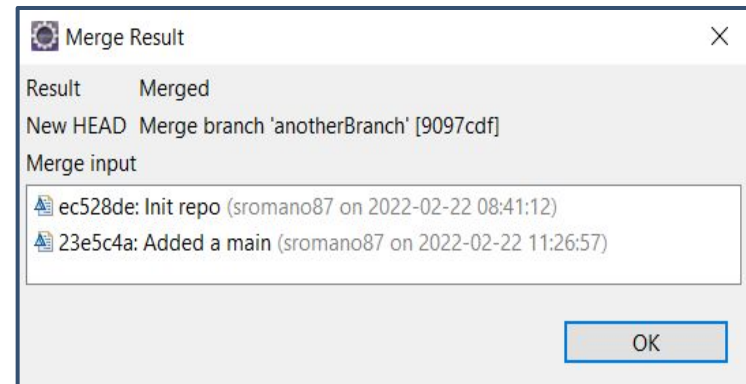 Merge Result
Result Merged
New HEAD Merge branch 'anotherBranch' [9097cdf]
Merge input
ec528de: Init repo (sromano87 on 2022-02-22 08:41:12)
23e5c4a: Added a main (sromano87 on 2022-02-22 11:26:57)
OK